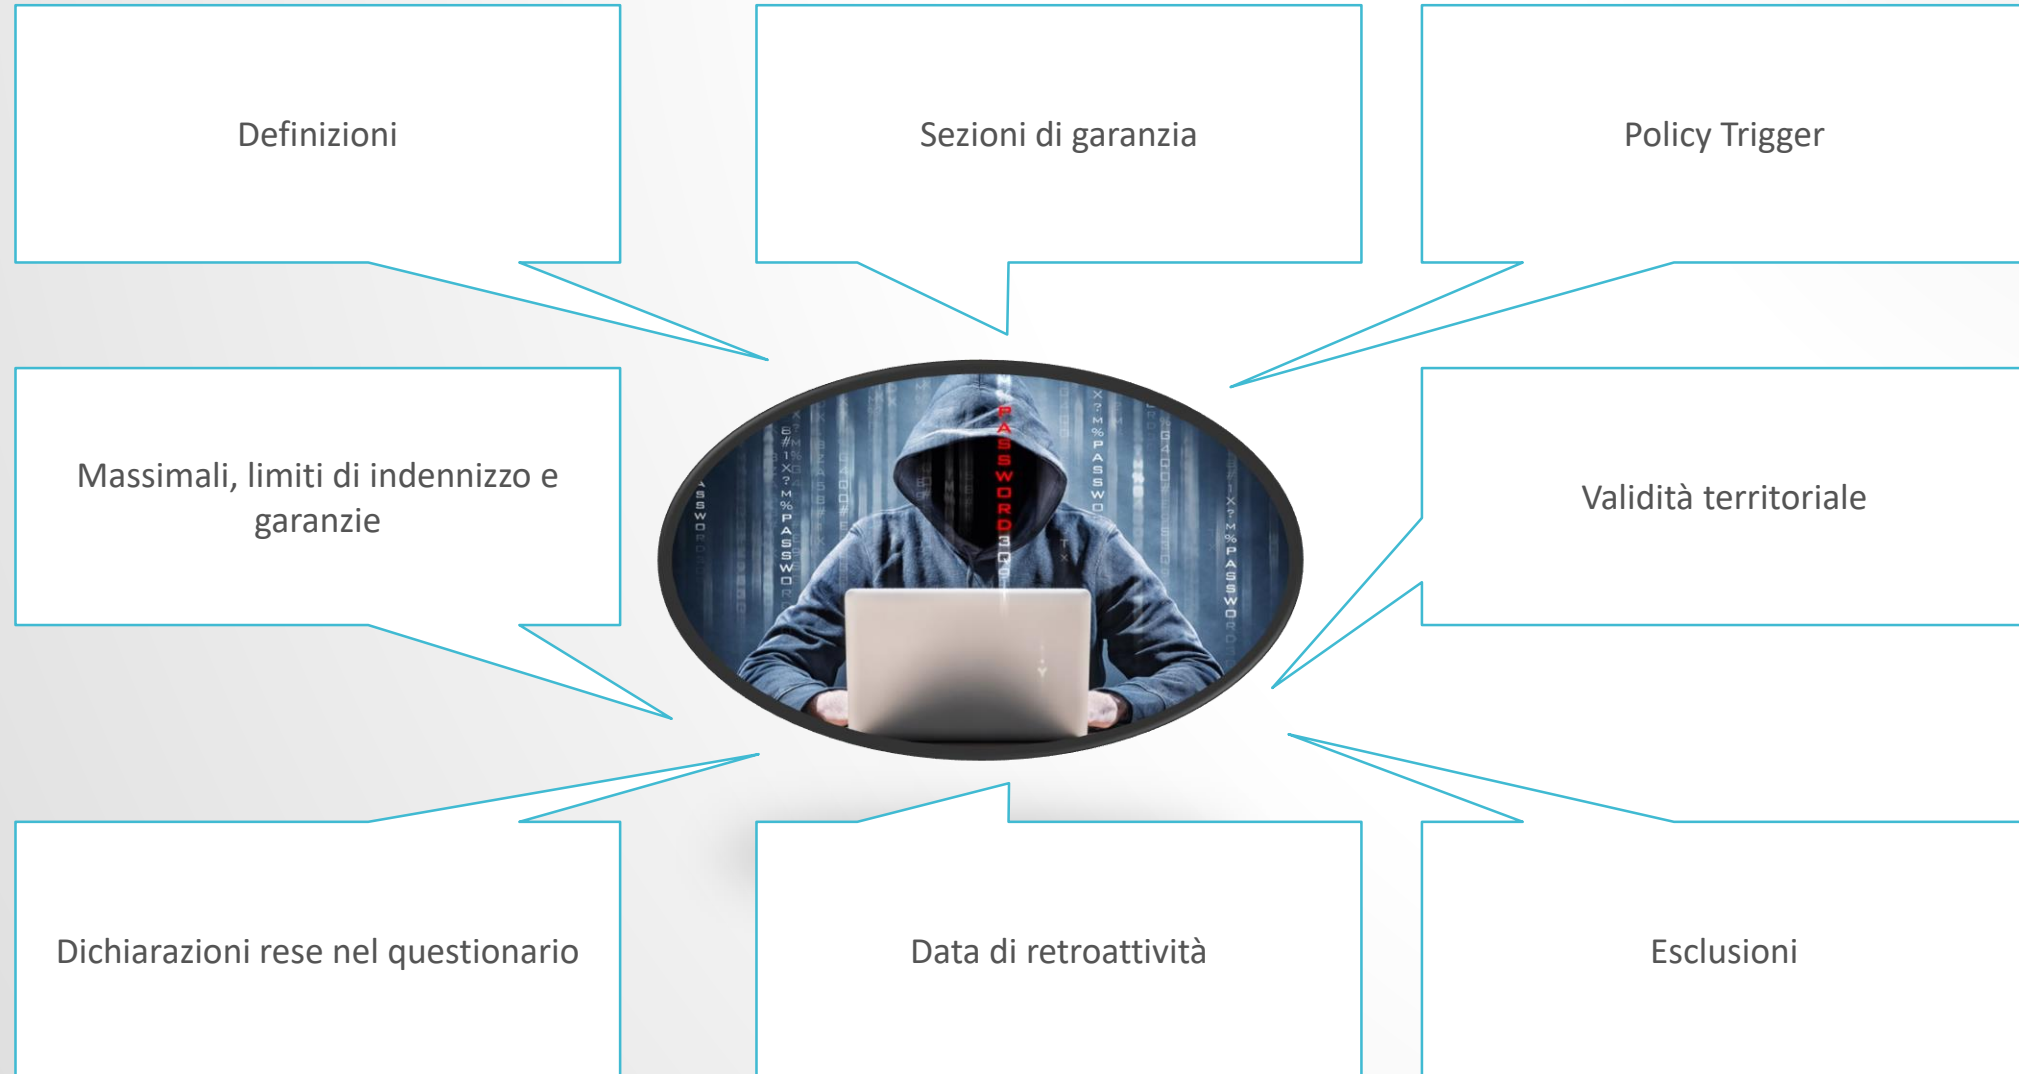 Definizioni
Sezioni di garanzia
Policy Trigger
Massimali, limiti di indennizzo e
garanzie
PASSWORD
Validità territoriale
Dichiarazioni rese nel questionario
Data di retroattività
Esclusioni